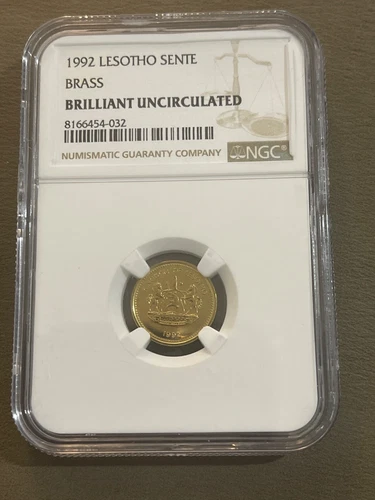 1992 LESOTHO SENTE
BRASS
BRILLIANT UNCIRCULATED
8166454-032
NUMISMATIC GUARANTY COMPANY
NGC®
1992